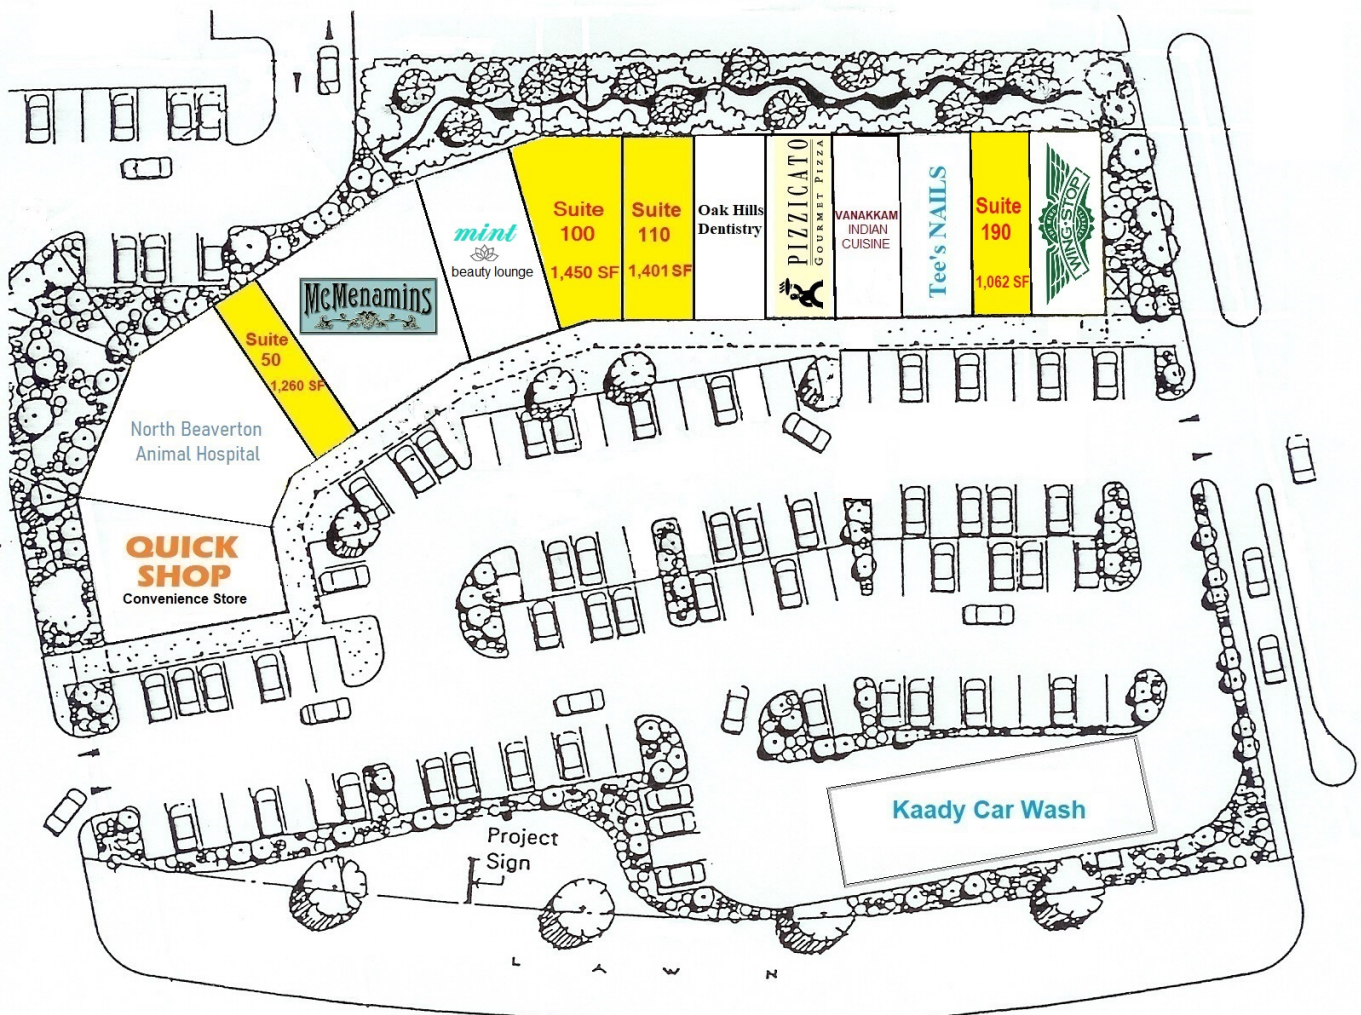 Suite
50
1,260 SF
McMenamins
mint
beauty lounge
Suite
100
1,450 SF
Suite
110
1,401 SF
Oak Hills
Dentistry
PIZZICATO
GOURMET PIZZA
VANAKKAM
INDIAN
CUISINE
Tee's NAILS
Suite
190
1,062 SF
WING·STOP
North Beaverton
Animal Hospital
QUICK
SHOP
Convenience Store
Kaady Car Wash
Project
Sign
LAWN